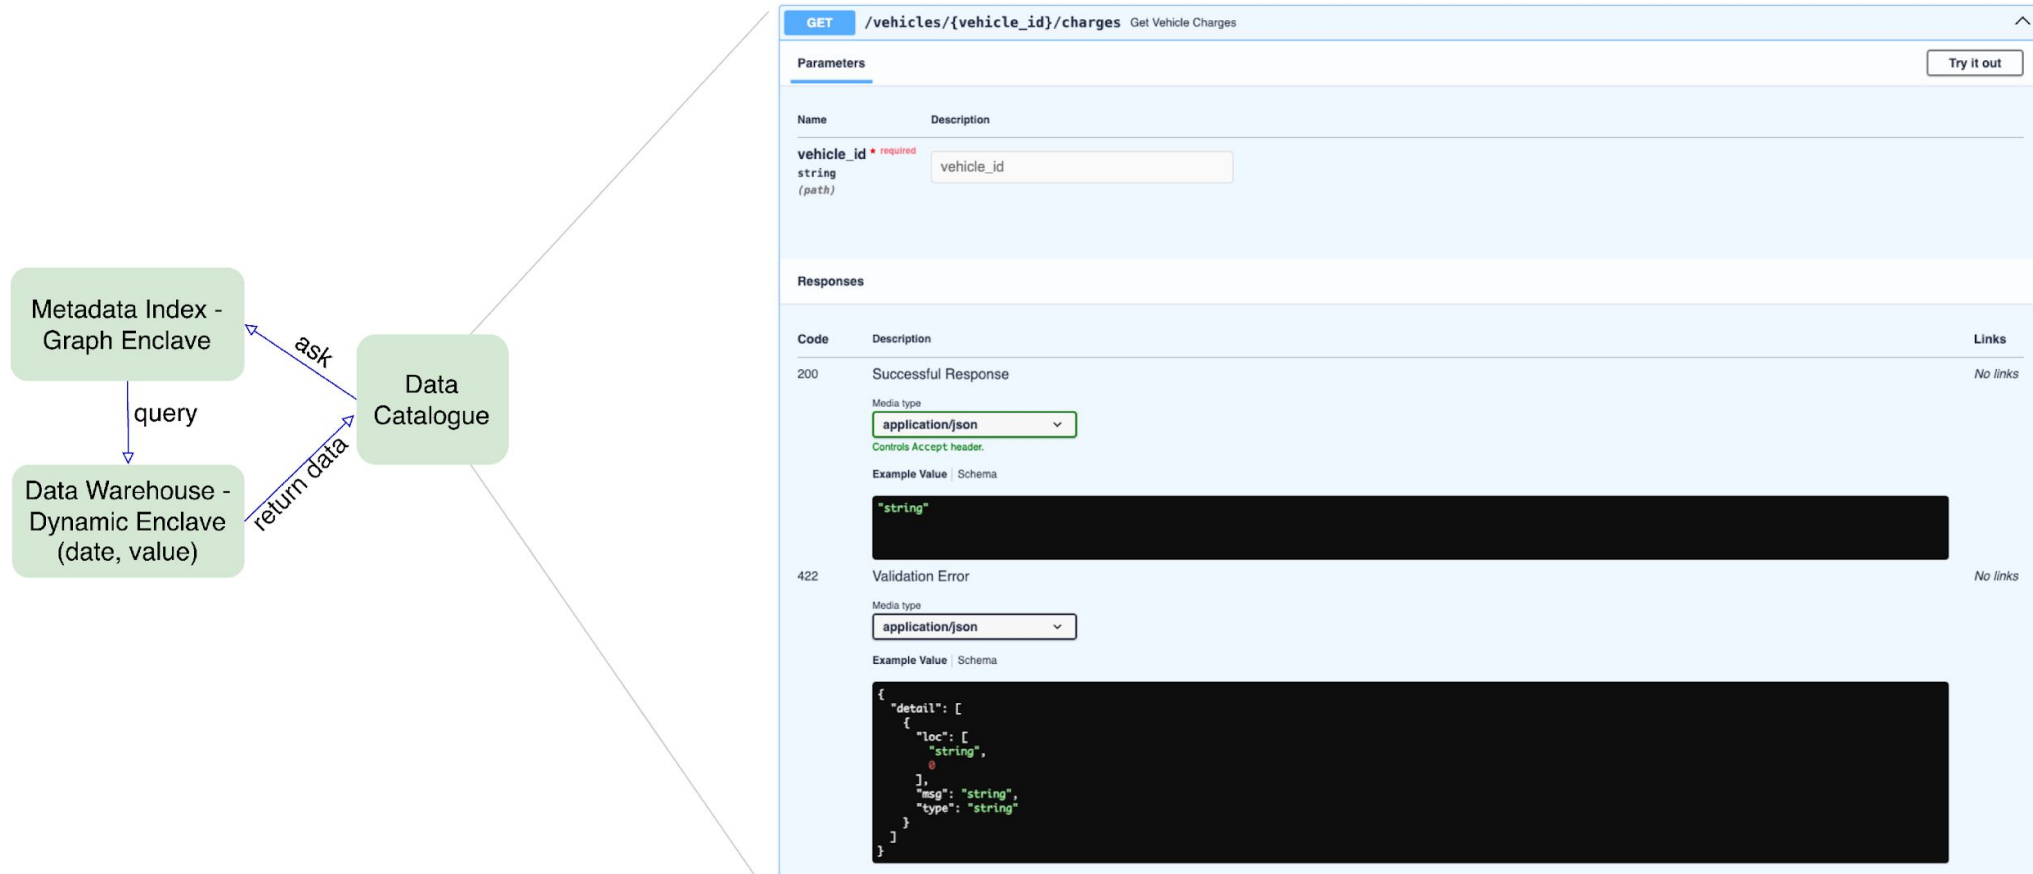 Metadata Index -
Graph Enclave
ask
Data
Catalogue
query
return data
Data Warehouse -
Dynamic Enclave
(date, value)
GET /vehicles/{vehicle_id}/charges Get Vehicle Charges
Parameters
Try it out
Name Description
vehicle_id * required
string
(path)
vehicle_id
Responses
Code Description Links
200 Successful Response No links
Media type
application/json
Controls Accept header.
Example Value Schema
"string"
422 Validation Error No links
Media type
application/json
Example Value Schema
{
"detail": [
{
"loc": [
"string",
0
],
"msg": "string",
"type": "string"
}
]
}